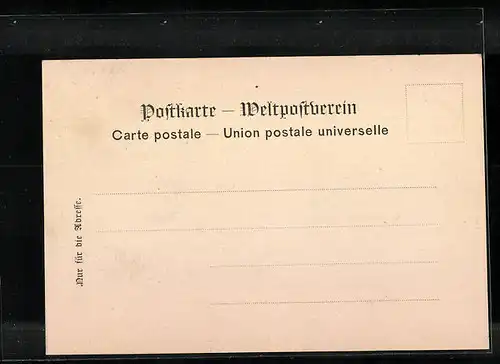 Postkarte — Weltpostverein
Carte postale — Union postale universelle
Nur für die Adresse.